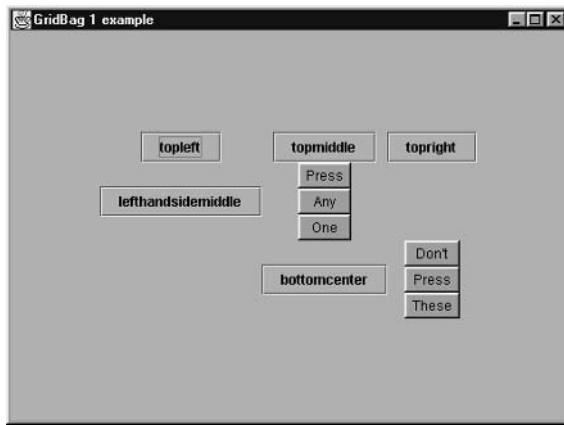 GridBag 1 example
topleft
topmiddle
topright
Press
lefthandsidemiddle
Any
One
Don't
bottomcenter
Press
These